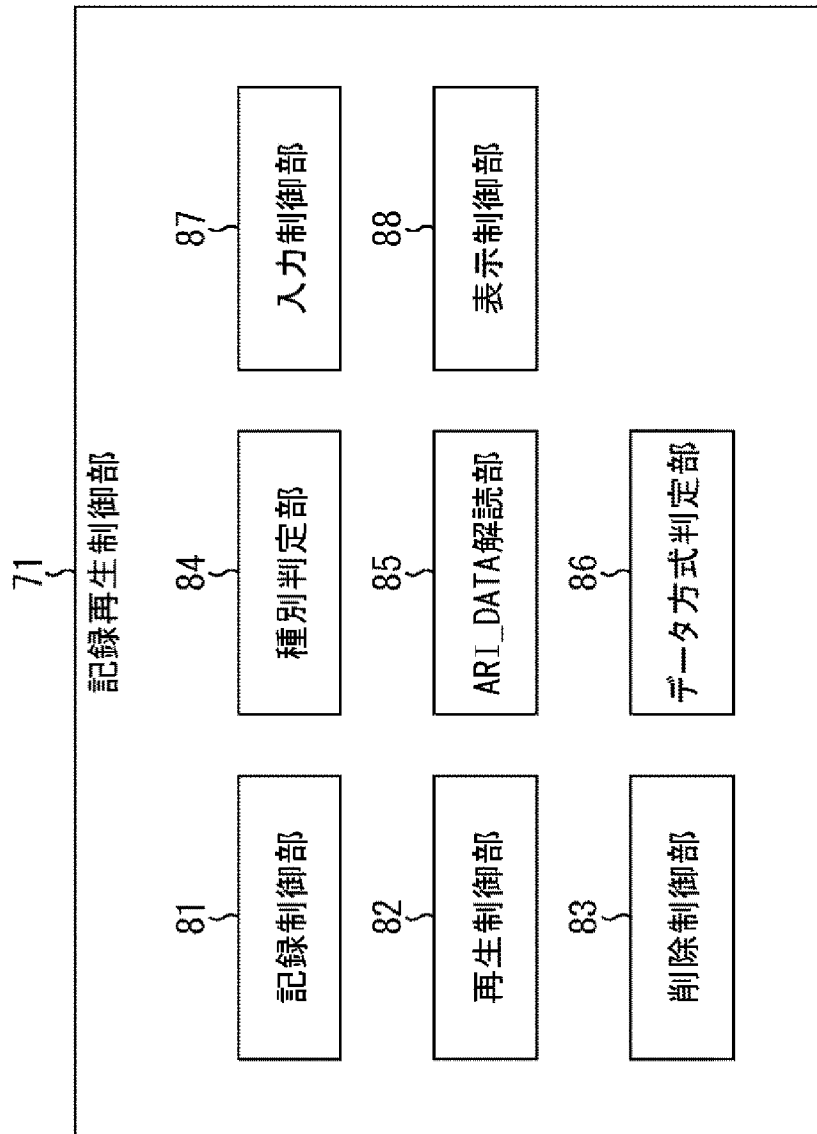 71
記録再生制御部
81
記録制御部
82
再生制御部
83
削除制御部
84
種別判定部
85
ARI_DATA解読部
86
データ方式判定部
87
入力制御部
88
表示制御部